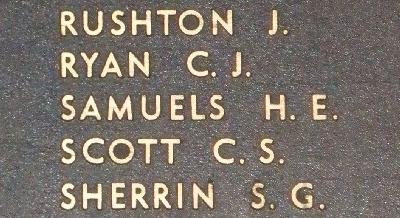 RUSHTON J.
RYAN C. J.
SAMUELS H. E.
SCOTT C. S.
SHERRIN S. G.